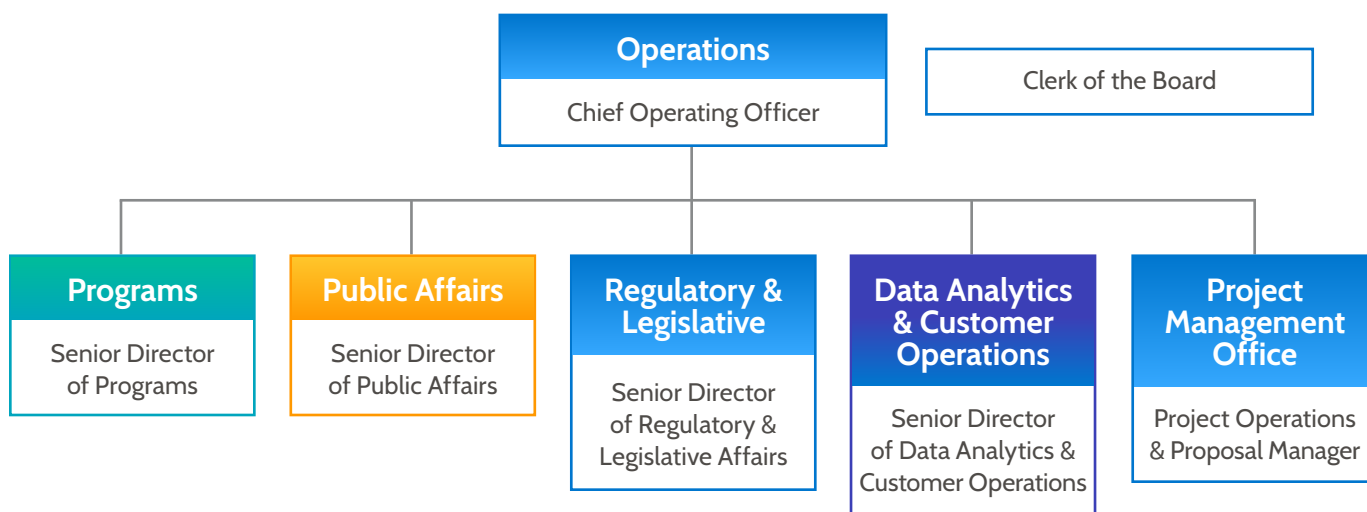 Operations
Chief Operating Officer
Clerk of the Board
Programs
Senior Director
of Programs
Public Affairs
Senior Director
of Public Affairs
Regulatory &
Legislative
Senior Director
of Regulatory &
Legislative Affairs
Data Analytics
& Customer
Operations
Senior Director
of Data Analytics &
Customer Operations
Project
Management
Office
Project Operations
& Proposal Manager